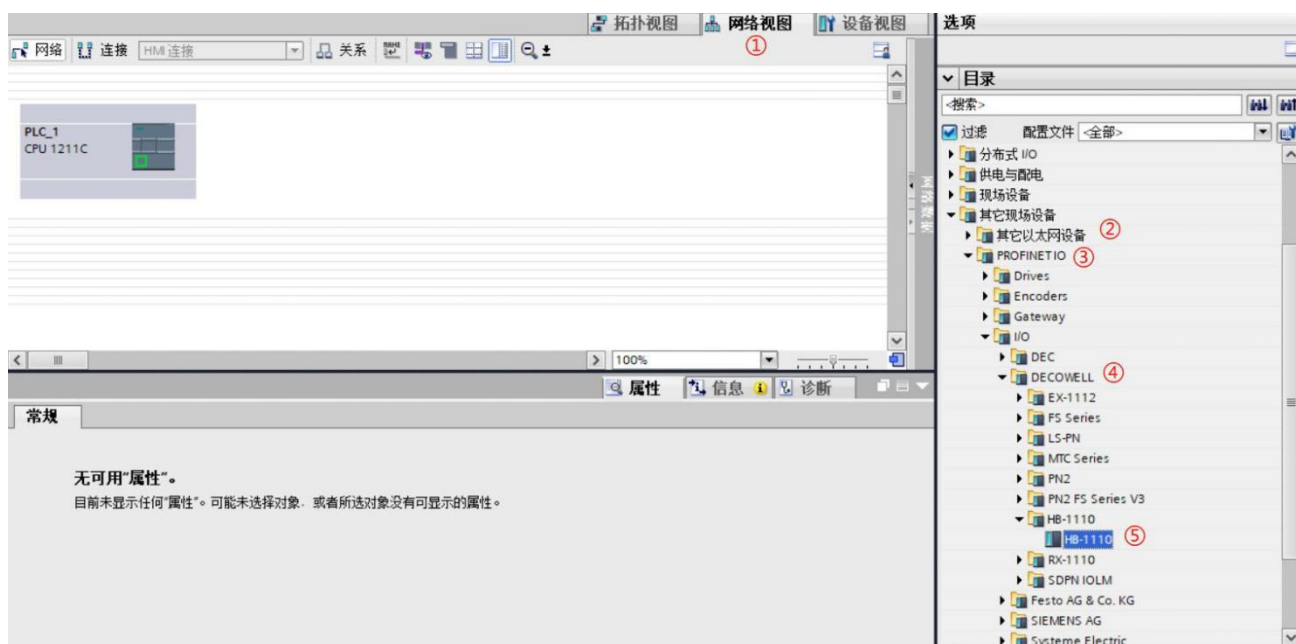 拓扑视图 网络视图 设备视图 选项
①
网络 连接 HMI 连接 关系
目录
<搜索>
过滤 配置文件 <全部>
PLC_1
CPU 1211C
网络数据
分布式 I/O
供电与配电
现场设备
其它现场设备
其它以太网设备 ②
PROFINET IO ③
Drives
Encoders
Gateway
I/O
DEC
DECOWELL ④
EX-1112
FS Series
LS-PN
MTC Series
PN2
PN2 FS Series V3
HB-1110
HB-1110 ⑤
RX-1110
SDPN IOLM
Festo AG & Co. KG
SIEMENS AG
Systeme Electric
100%
属性 信息 诊断
常规
无可用"属性"。
目前未显示任何"属性"。可能未选择对象，或者所选对象没有可显示的属性。